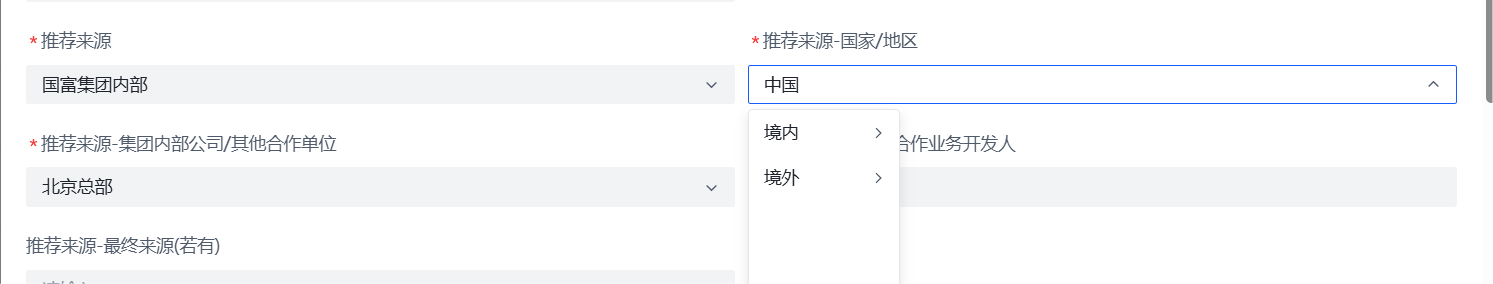 *推荐来源
*推荐来源-国家/地区
国富集团内部
中国
*推荐来源-集团内部公司/其他合作单位
境内
合作业务开发人
北京总部
境外
推荐来源-最终来源(若有)